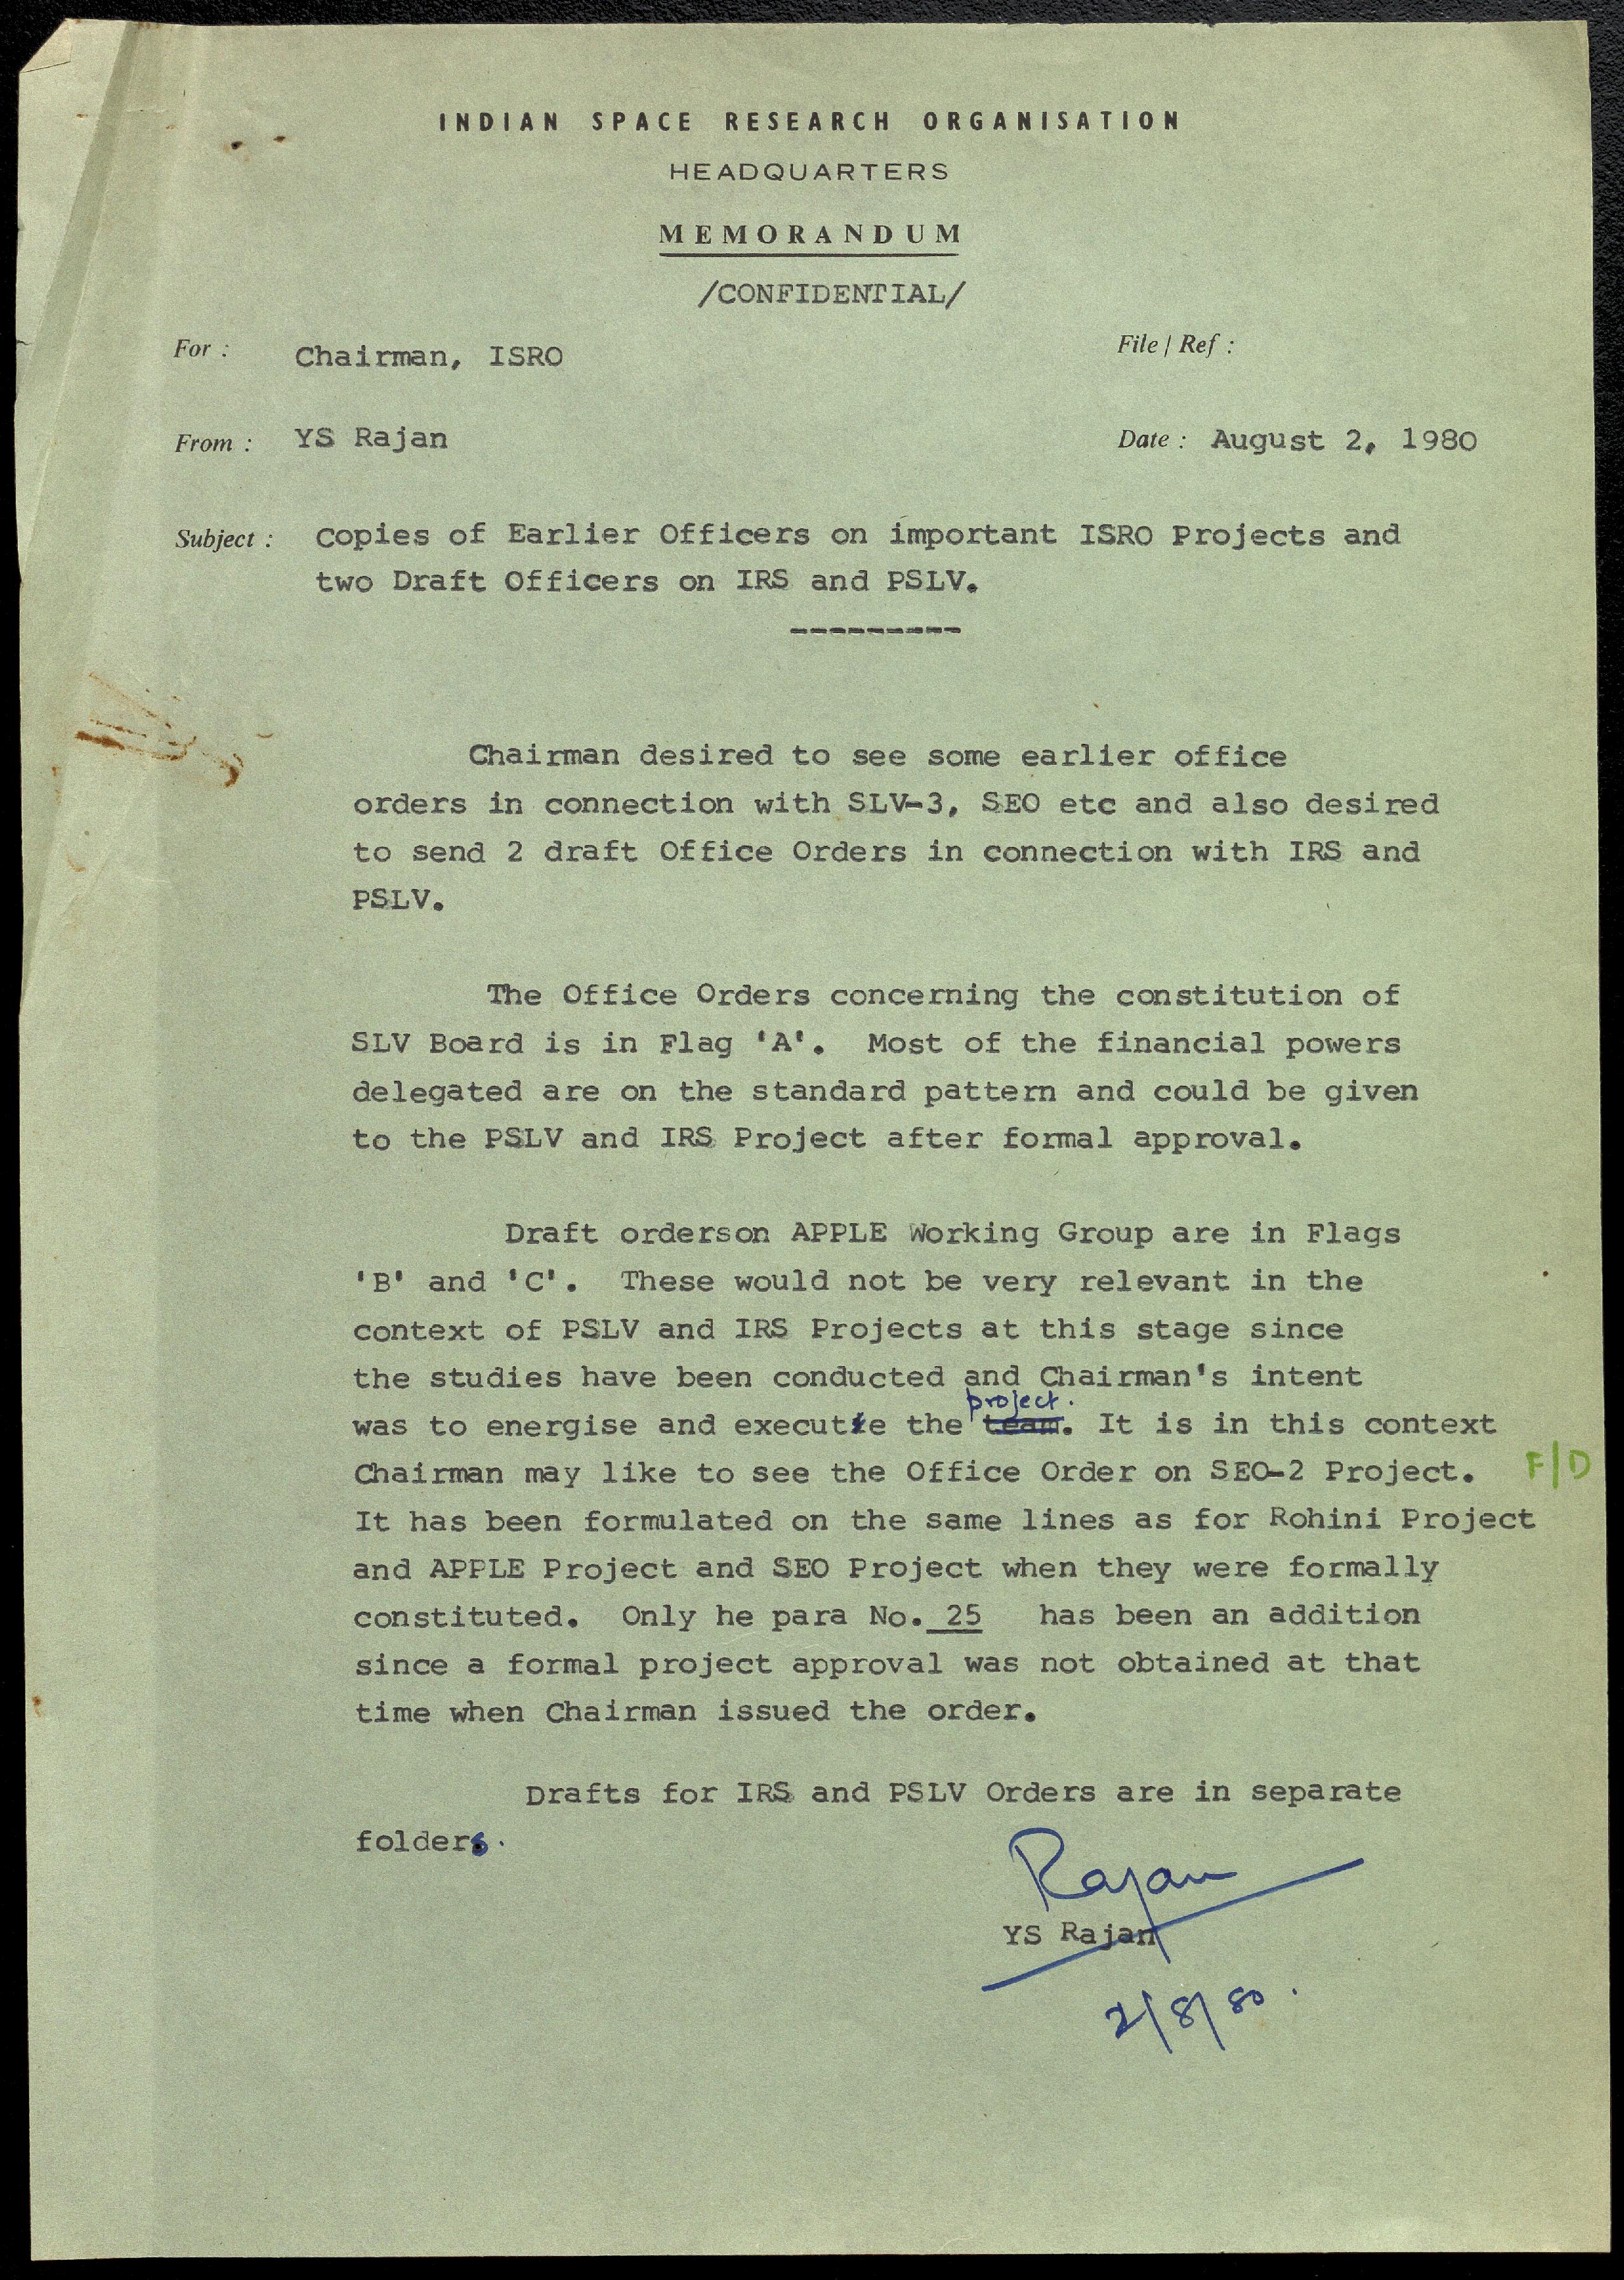 INDIAN SPACE RESEARCH ORGANISATION
HEADQUARTERS
MEMORANDUM
/CONFIDENTIAL/
For : Chairman, ISRO File / Ref :
From : YS Rajan Date : August 2, 1980
Subject : Copies of Earlier Officers on important ISRO Projects and
two Draft Officers on IRS and PSLV.
---------
Chairman desired to see some earlier office
orders in connection with SLV-3, SEO etc and also desired
to send 2 draft Office Orders in connection with IRS and
PSLV.
The Office Orders concerning the constitution of
SLV Board is in Flag 'A'. Most of the financial powers
delegated are on the standard pattern and could be given
to the PSLV and IRS Project after formal approval.
Draft orderson APPLE Working Group are in Flags
'B' and 'C'. These would not be very relevant in the
context of PSLV and IRS Projects at this stage since
the studies have been conducted and Chairman's intent
project.
was to energise and execute the team. It is in this context
Chairman may like to see the Office Order on SEO-2 Project. F/D
It has been formulated on the same lines as for Rohini Project
and APPLE Project and SEO Project when they were formally
constituted. Only he para No. 25 has been an addition
since a formal project approval was not obtained at that
time when Chairman issued the order.
Drafts for IRS and PSLV Orders are in separate
folders.
Rajan
YS Rajan
2/8/80.